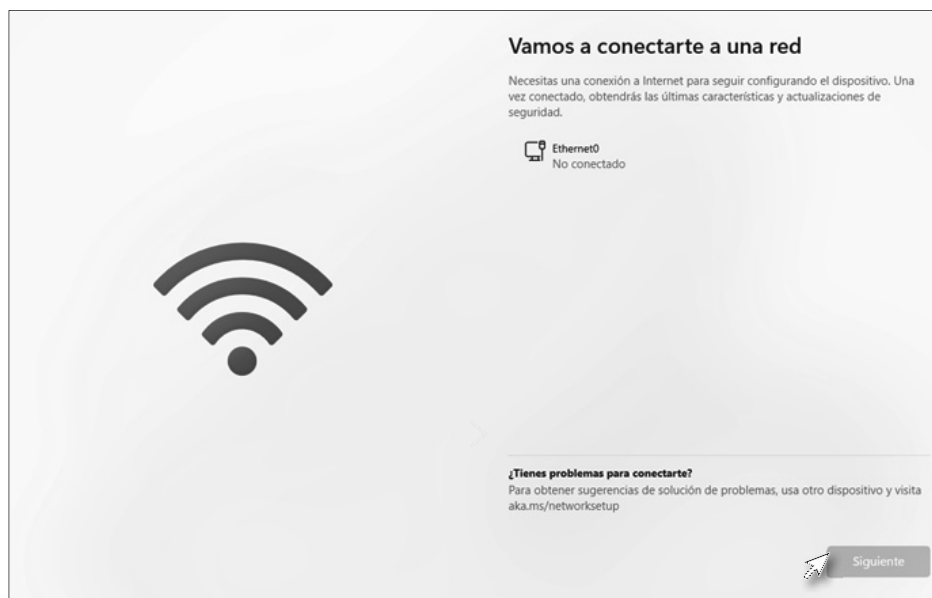 Vamos a conectarte a una red
Necesitas una conexión a Internet para seguir configurando el dispositivo. Una
vez conectado, obtendrás las últimas características y actualizaciones de
seguridad.
Ethernet0
No conectado
¿Tienes problemas para conectarte?
Para obtener sugerencias de solución de problemas, usa otro dispositivo y visita
aka.ms/networksetup
Siguiente